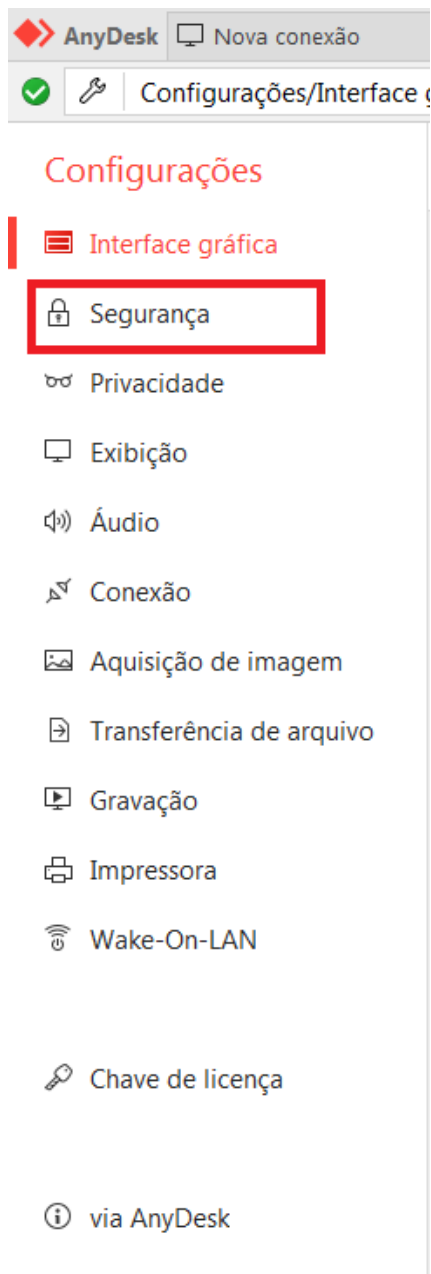 AnyDesk Nova conexão
Configurações/Interface
Configurações
Interface gráfica
Segurança
Privacidade
Exibição
Áudio
Conexão
Aquisição de imagem
Transferência de arquivo
Gravação
Impressora
Wake-On-LAN
Chave de licença
via AnyDesk